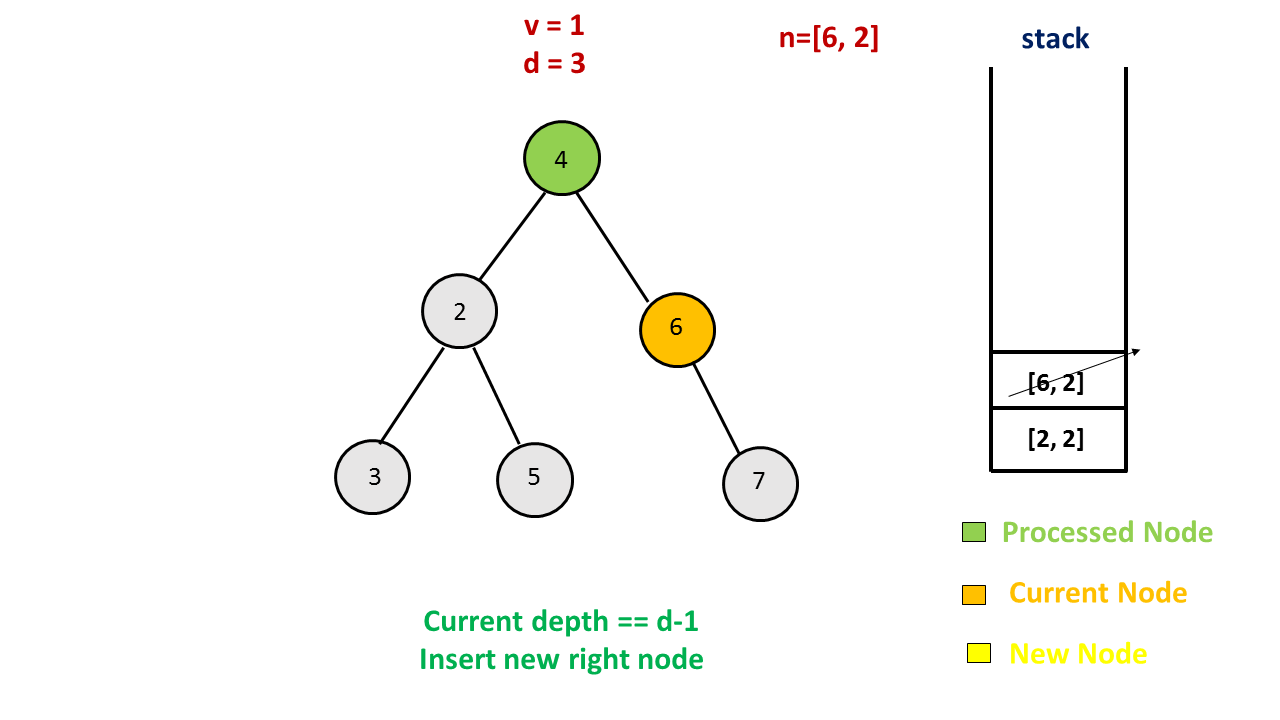 v = 1
d = 3
n=[6, 2]
stack
4
2
6
3
5
7
[6, 2]
[2, 2]
Processed Node
Current Node
New Node
Current depth == d-1
Insert new right node